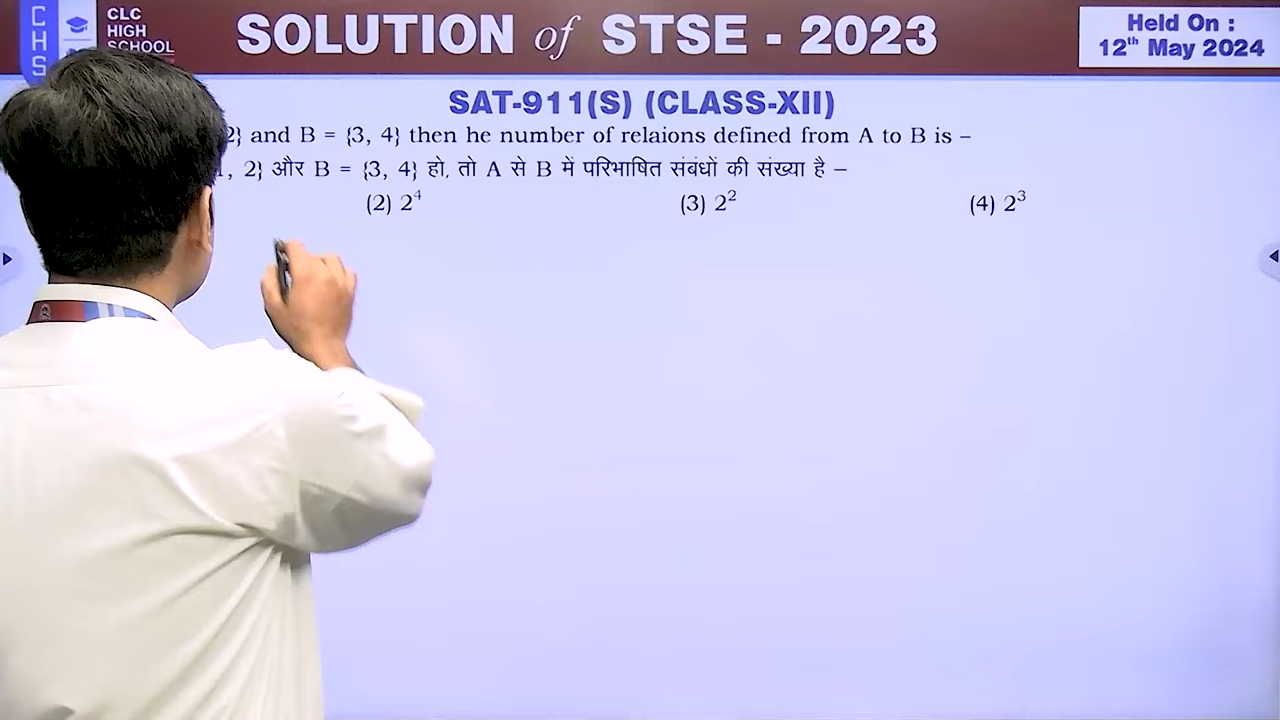 CHS
CLC
HIGH
SCHOOL
SOLUTION of STSE - 2023
Held On :
12th May 2024
SAT-911(S) (CLASS-XII)
2} and B = {3, 4} then he number of relaions defined from A to B is –
, 2} और B = {3, 4} हो, तो A से B में परिभाषित संबंधों की संख्या है –
(2) 2⁴ (3) 2² (4) 2³